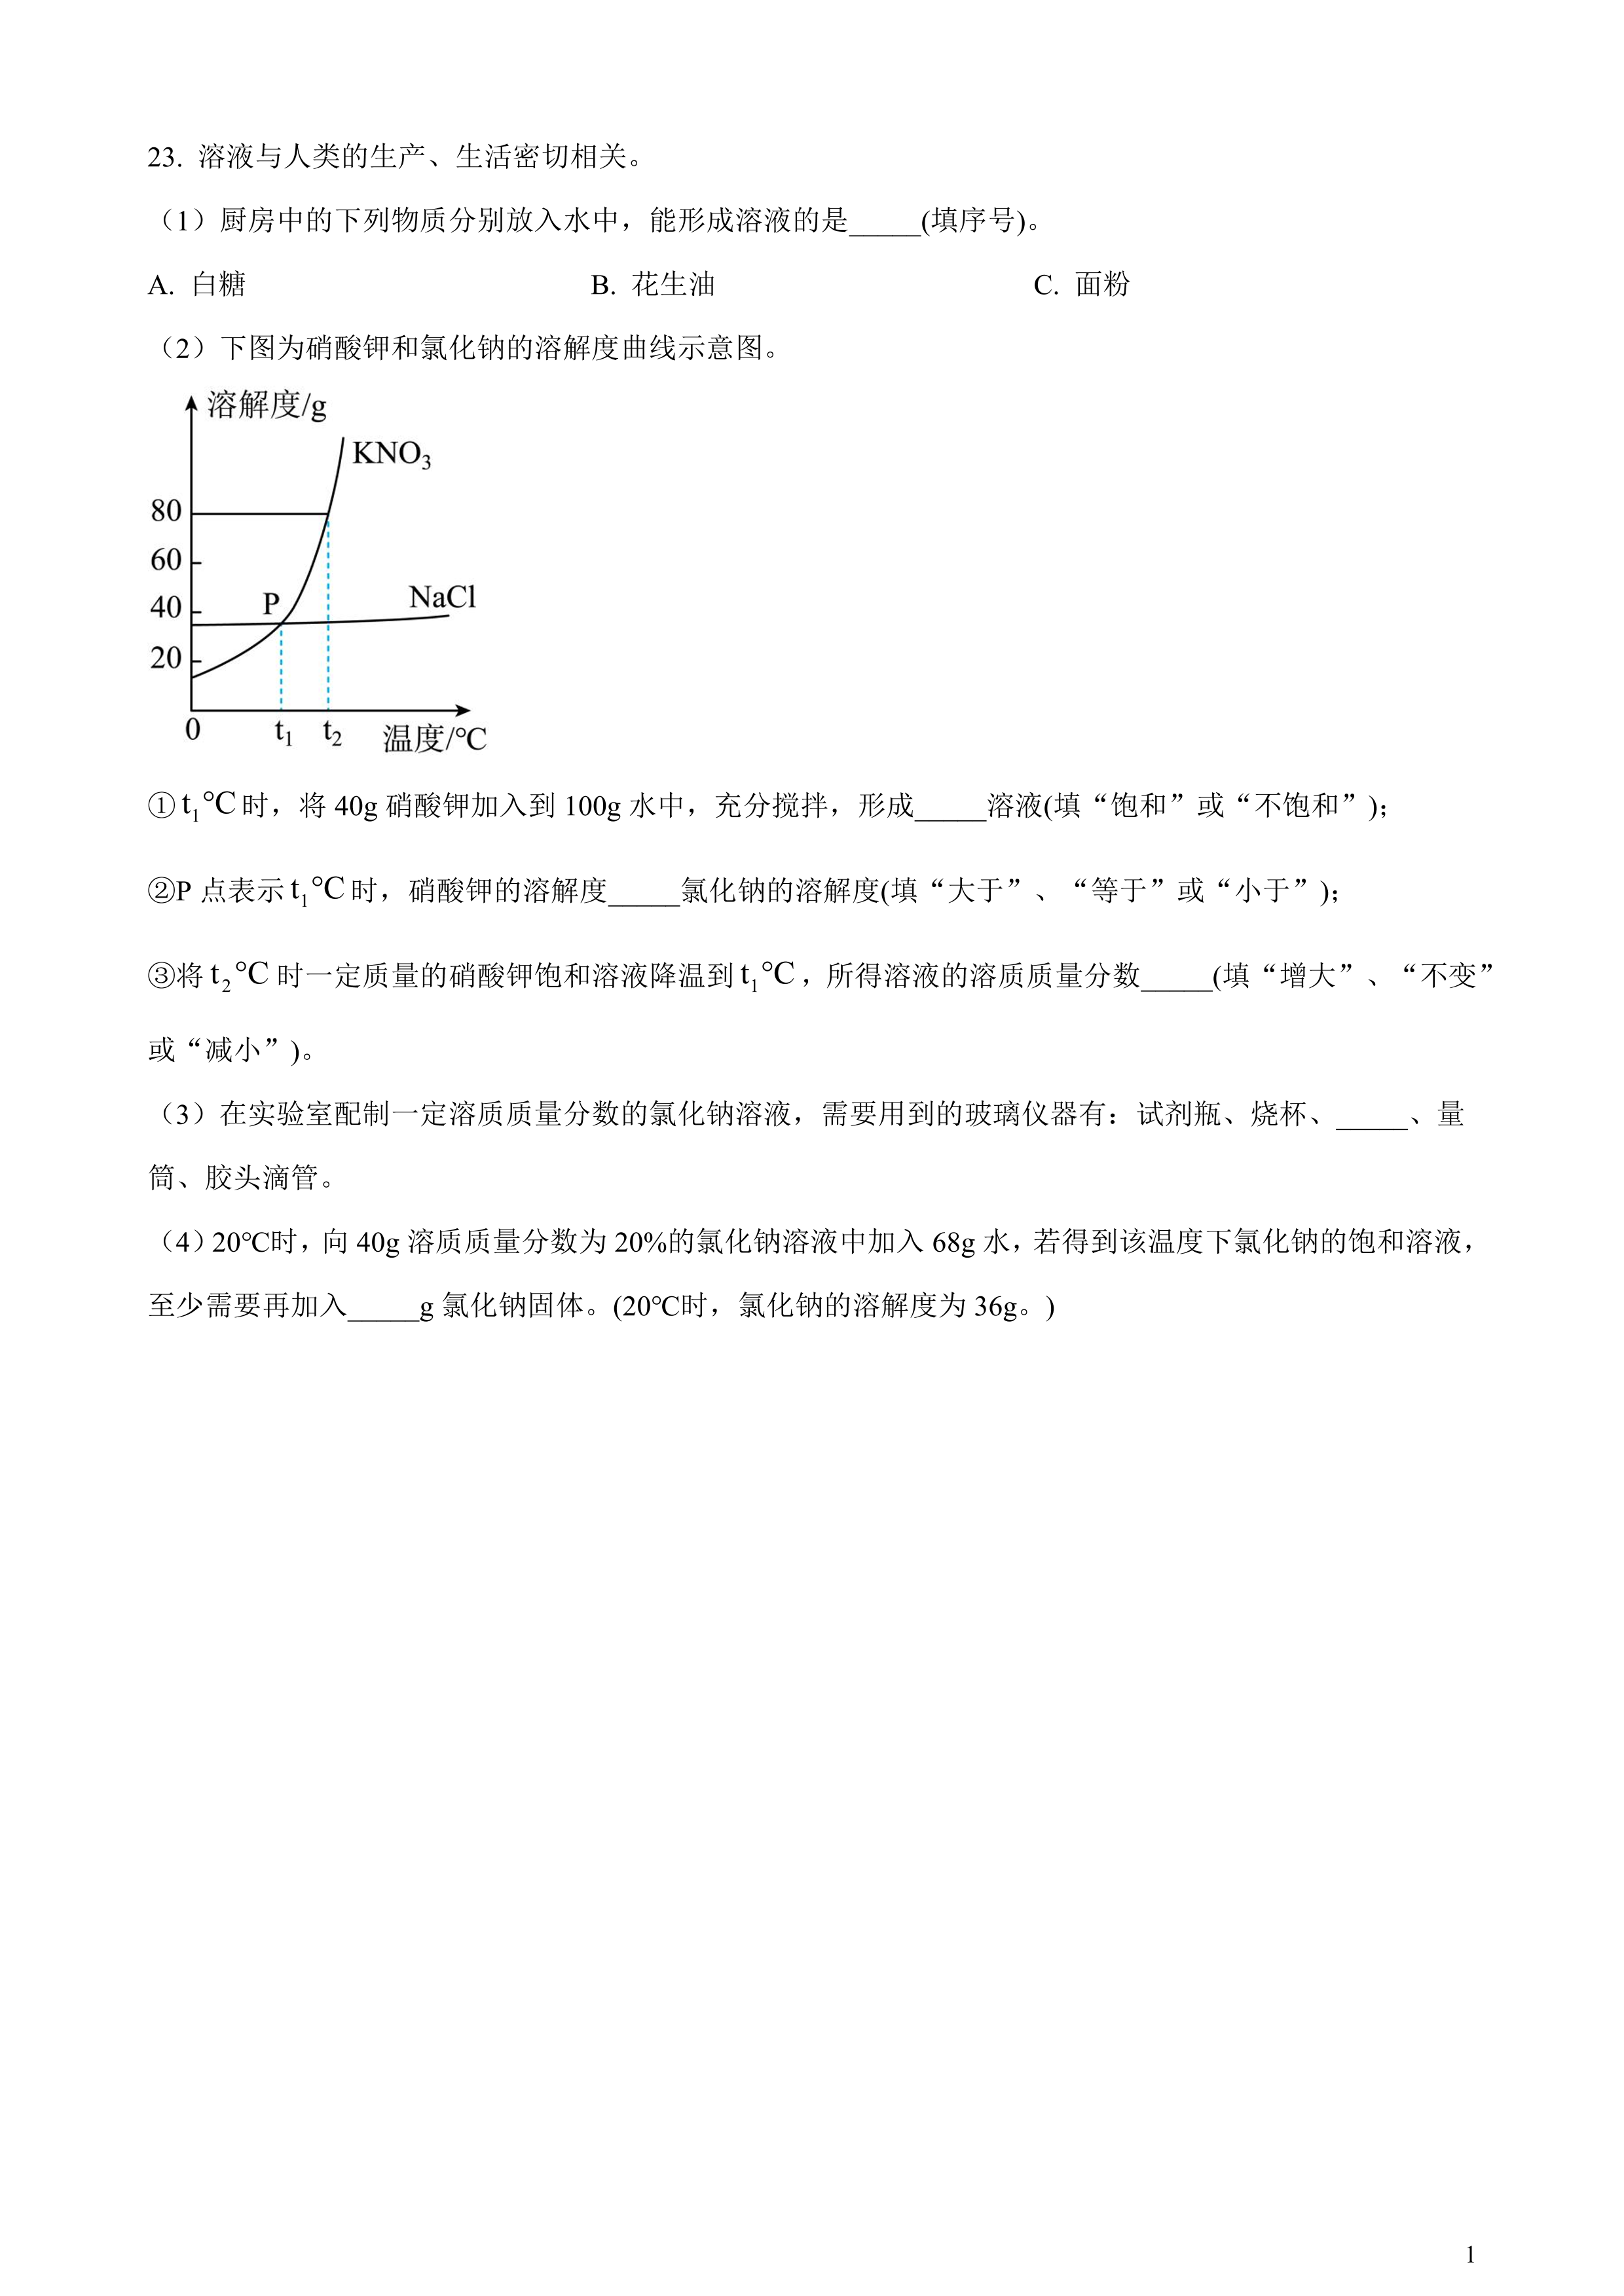 23. 溶液与人类的生产、生活密切相关。
（1）厨房中的下列物质分别放入水中，能形成溶液的是_____(填序号)。
A. 白糖 B. 花生油 C. 面粉
（2）下图为硝酸钾和氯化钠的溶解度曲线示意图。
溶解度/g
KNO₃
80
60
40
20
P
NaCl
0 t₁ t₂ 温度/℃
①t₁℃时，将 40g 硝酸钾加入到 100g 水中，充分搅拌，形成_____溶液(填“饱和”或“不饱和”)；
②P 点表示t₁℃时，硝酸钾的溶解度_____氯化钠的溶解度(填“大于”、“等于”或“小于”)；
③将t₂℃时一定质量的硝酸钾饱和溶液降温到t₁℃，所得溶液的溶质质量分数_____(填“增大”、“不变”
或“减小”)。
（3）在实验室配制一定溶质质量分数的氯化钠溶液，需要用到的玻璃仪器有：试剂瓶、烧杯、_____、量
筒、胶头滴管。
（4）20℃时，向 40g 溶质质量分数为 20%的氯化钠溶液中加入 68g 水，若得到该温度下氯化钠的饱和溶液，
至少需要再加入_____g 氯化钠固体。(20℃时，氯化钠的溶解度为 36g。)
1